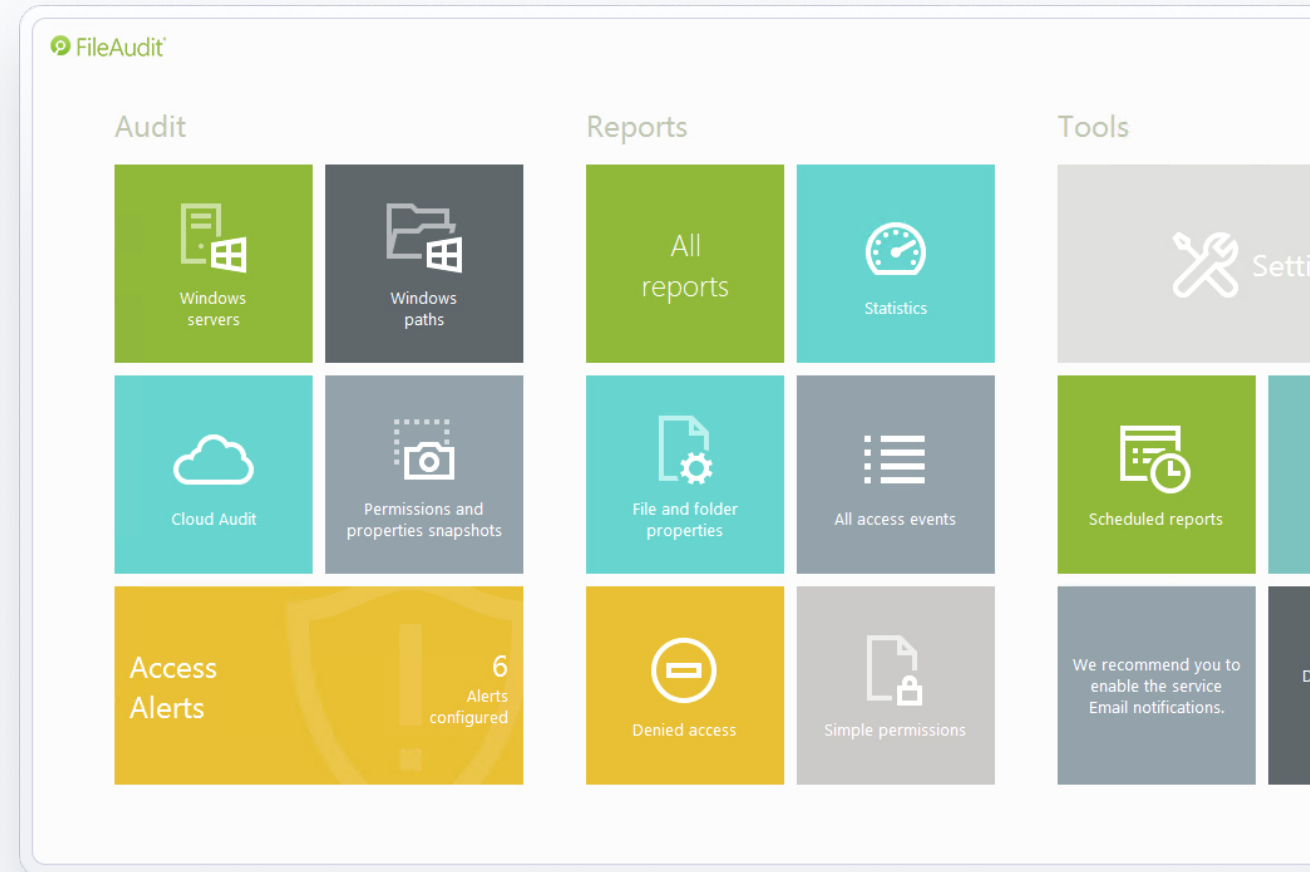 FileAudit
Audit
Windows
servers
Windows
paths
Cloud Audit
Permissions and
properties snapshots
Access
Alerts
6
Alerts
configured
Reports
All
reports
Statistics
File and folder
properties
All access events
Denied access
Simple permissions
Tools
Scheduled reports
We recommend you to
enable the service
Email notifications.